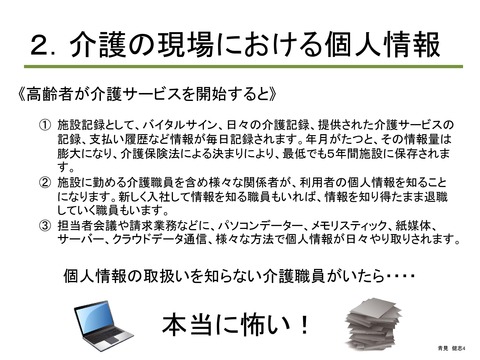 ２．介護の現場における個人情報
《高齢者が介護サービスを開始すると》
① 施設記録として、バイタルサイン、日々の介護記録、提供された介護サービスの
記録、支払い履歴など情報が毎日記録されます。年月がたつと、その情報量は
膨大になり、介護保険法による決まりにより、最低でも５年間施設に保存されま
す。
② 施設に勤める介護職員を含め様々な関係者が、利用者の個人情報を知ること
になります。新しく入社して情報を知る職員もいれば、情報を知り得たまま退職
していく職員もいます。
③ 担当者会議や請求業務などに、パソコンデーター、メモリスティック、紙媒体、
サーバー、クラウドデータ通信、様々な方法で個人情報が日々やり取りされます。
個人情報の取扱いを知らない介護職員がいたら････
本当に怖い！
青晃 健志4